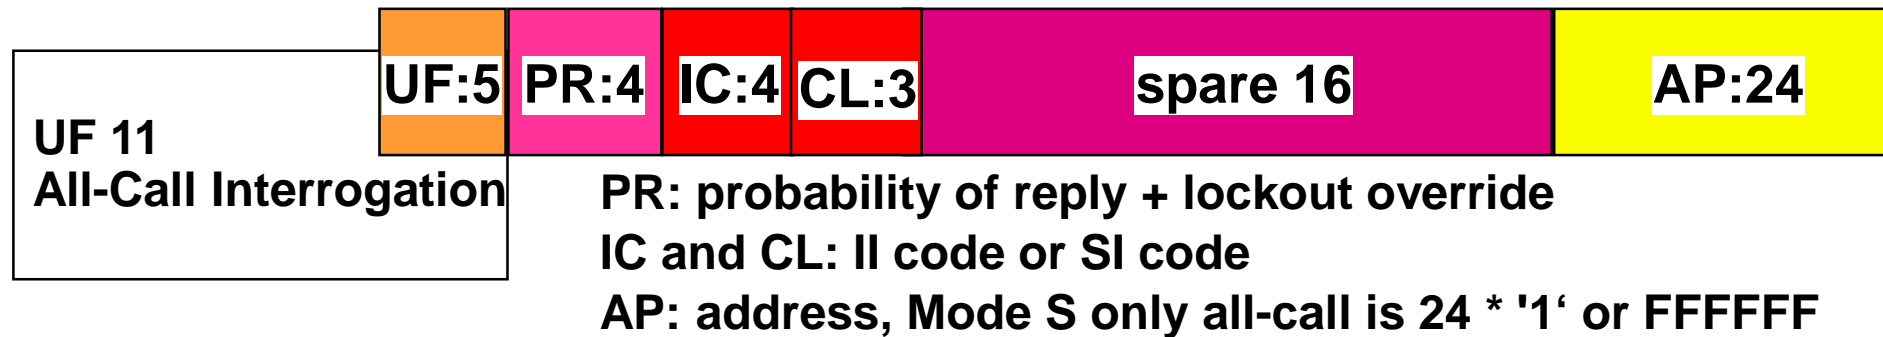 UF:5 PR:4 IC:4 CL:3 spare 16 AP:24
UF 11
All-Call Interrogation
PR: probability of reply + lockout override
IC and CL: II code or SI code
AP: address, Mode S only all-call is 24 * '1‘ or FFFFFF